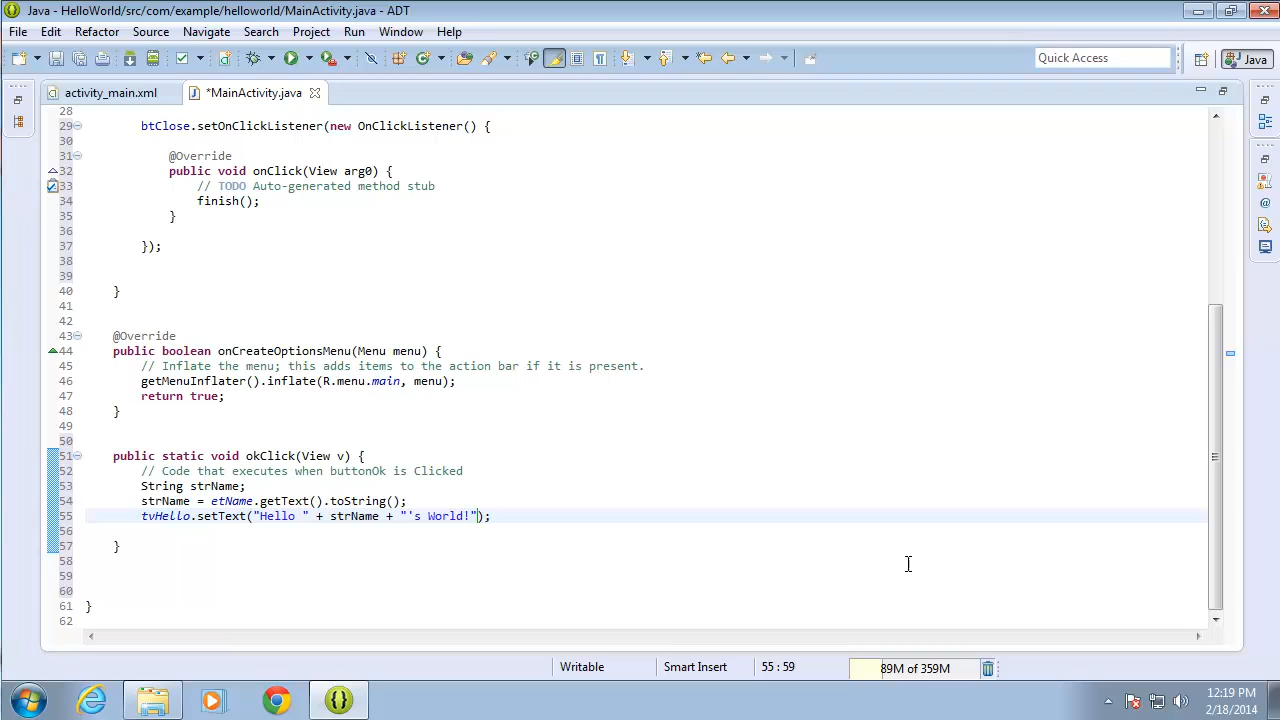 Java - HelloWorld/src/com/example/helloworld/MainActivity.java - ADT
File Edit Refactor Source Navigate Search Project Run Window Help
Quick Access
Java
activity_main.xml
*MainActivity.java
28
29 btClose.setOnClickListener(new OnClickListener() {
30
31 @Override
32 public void onClick(View arg0) {
33 // TODO Auto-generated method stub
34 finish();
35 }
36
37 });
38
39
40 }
41
42
43 @Override
44 public boolean onCreateOptionsMenu(Menu menu) {
45 // Inflate the menu; this adds items to the action bar if it is present.
46 getMenuInflater().inflate(R.menu.main, menu);
47 return true;
48 }
49
50
51 public static void okClick(View v) {
52 // Code that executes when buttonOk is Clicked
53 String strName;
54 strName = etName.getText().toString();
55 tvHello.setText("Hello " + strName + "'s World!");
56
57 }
58
59
60
61 }
62
Writable Smart Insert 55 : 59 89M of 359M
12:19 PM
2/18/2014